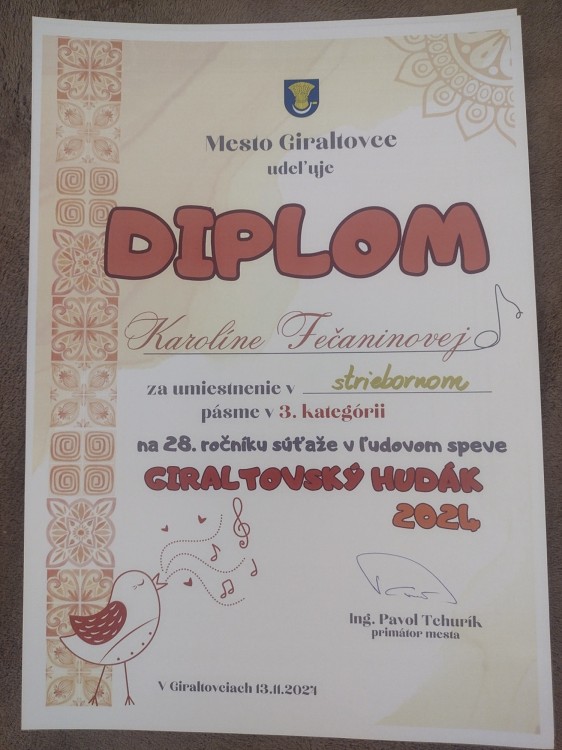 Mesto Giraltovce
udeľuje
DIPLOM
Karolíne Fečaninovej
za umiestnenie v striebornom
pásme v 3. kategórii
na 28. ročníku súťaže v ľudovom speve
GIRALTOVSKÝ HUDÁK
2024
Ing. Pavol Tchurík
primátor mesta
V Giraltovciach 13.11.2024